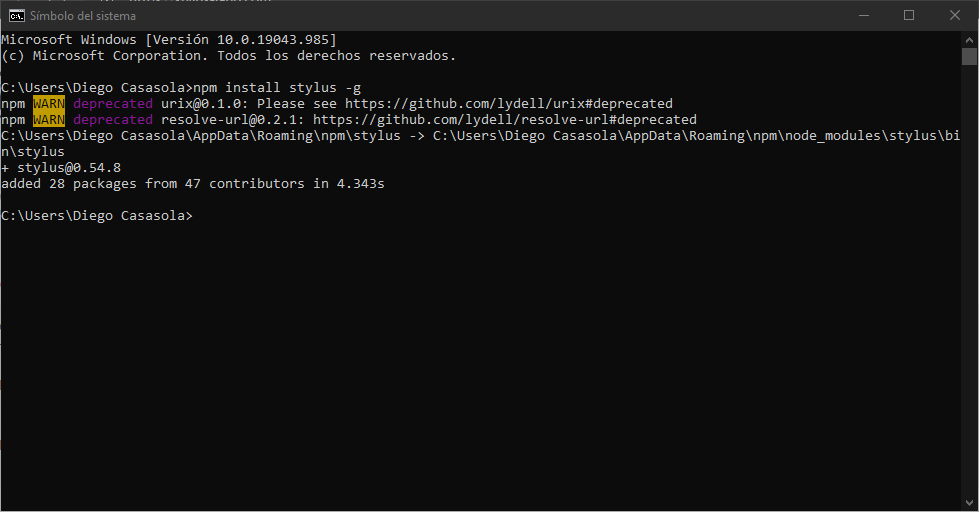 Símbolo del sistema
Microsoft Windows [Versión 10.0.19043.985]
(c) Microsoft Corporation. Todos los derechos reservados.
C:\Users\Diego Casasola>npm install stylus -g
npm WARN deprecated urix@0.1.0: Please see https://github.com/lydell/urix#deprecated
npm WARN deprecated resolve-url@0.2.1: https://github.com/lydell/resolve-url#deprecated
C:\Users\Diego Casasola\AppData\Roaming\npm\stylus -> C:\Users\Diego Casasola\AppData\Roaming\npm\node_modules\stylus\bi
n\stylus
+ stylus@0.54.8
added 28 packages from 47 contributors in 4.343s
C:\Users\Diego Casasola>